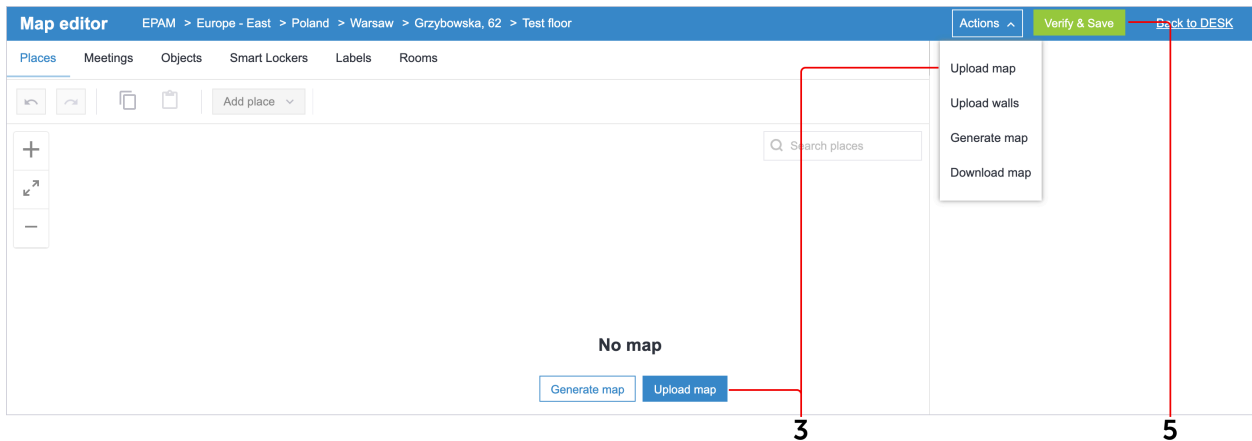 Map editor EPAM > Europe - East > Poland > Warsaw > Grzybowska, 62 > Test floor Actions Verify & Save Back to DESK
Places Meetings Objects Smart Lockers Labels Rooms
Upload map
Upload walls
Generate map
Download map
Add place
Search places
No map
Generate map Upload map
3 5